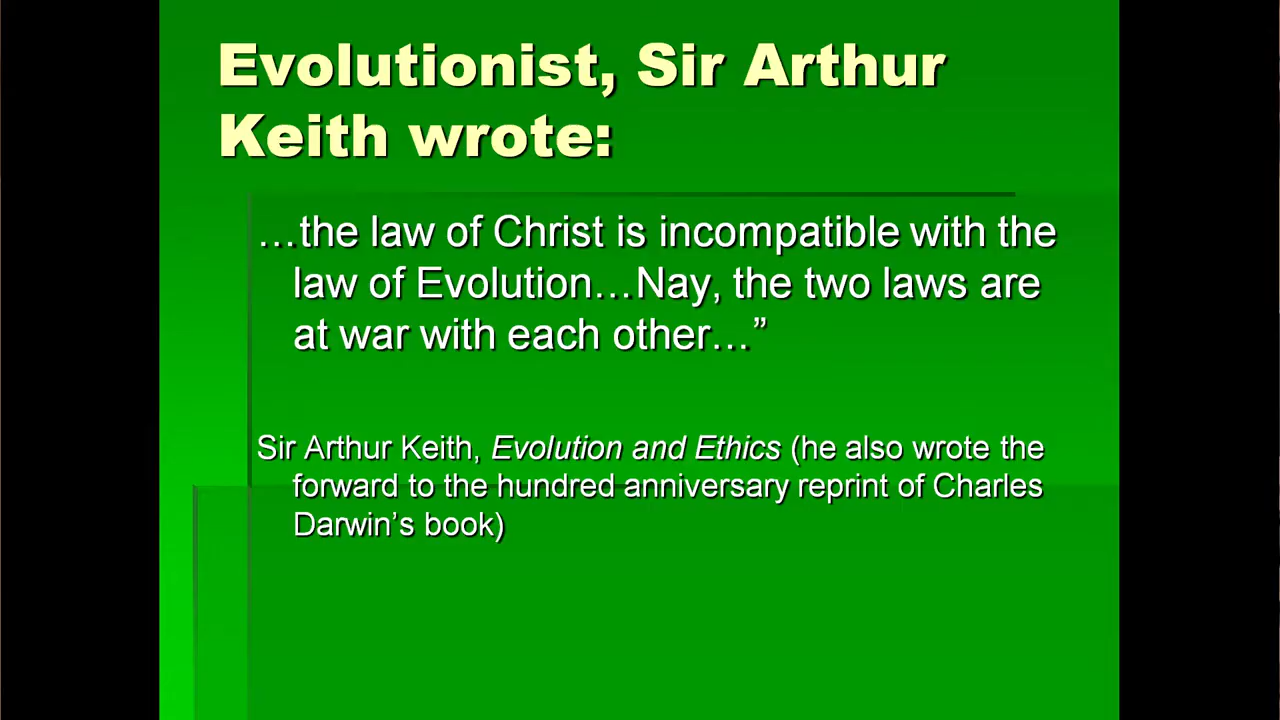 Evolutionist, Sir Arthur
Keith wrote:
…the law of Christ is incompatible with the
law of Evolution…Nay, the two laws are
at war with each other…”
Sir Arthur Keith, Evolution and Ethics (he also wrote the
forward to the hundred anniversary reprint of Charles
Darwin’s book)